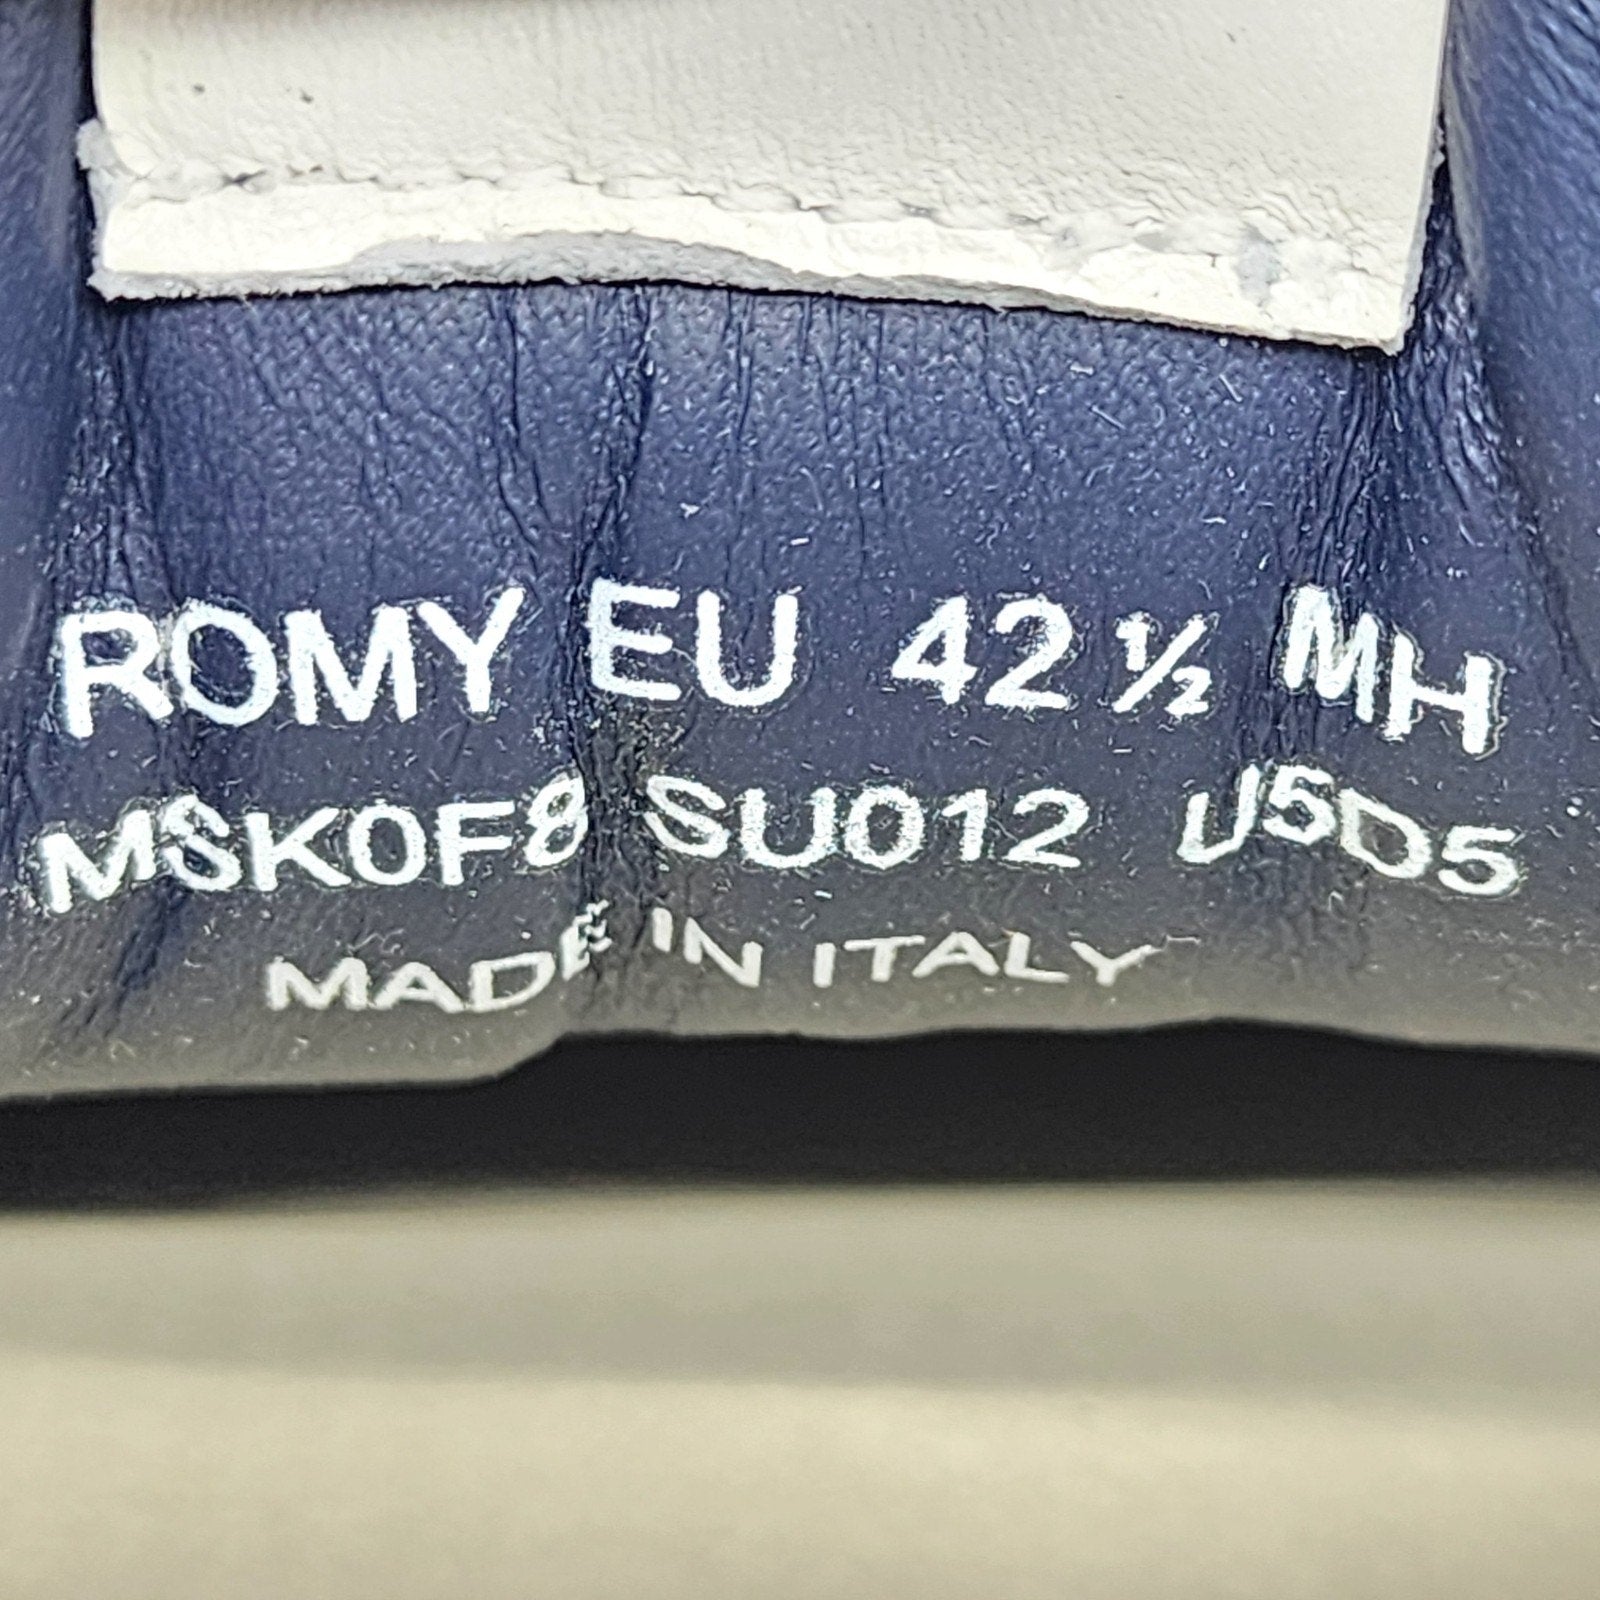 ROMY EU 42 ½ MH
MSK0F8 SU012 U5D5
MADE IN ITALY